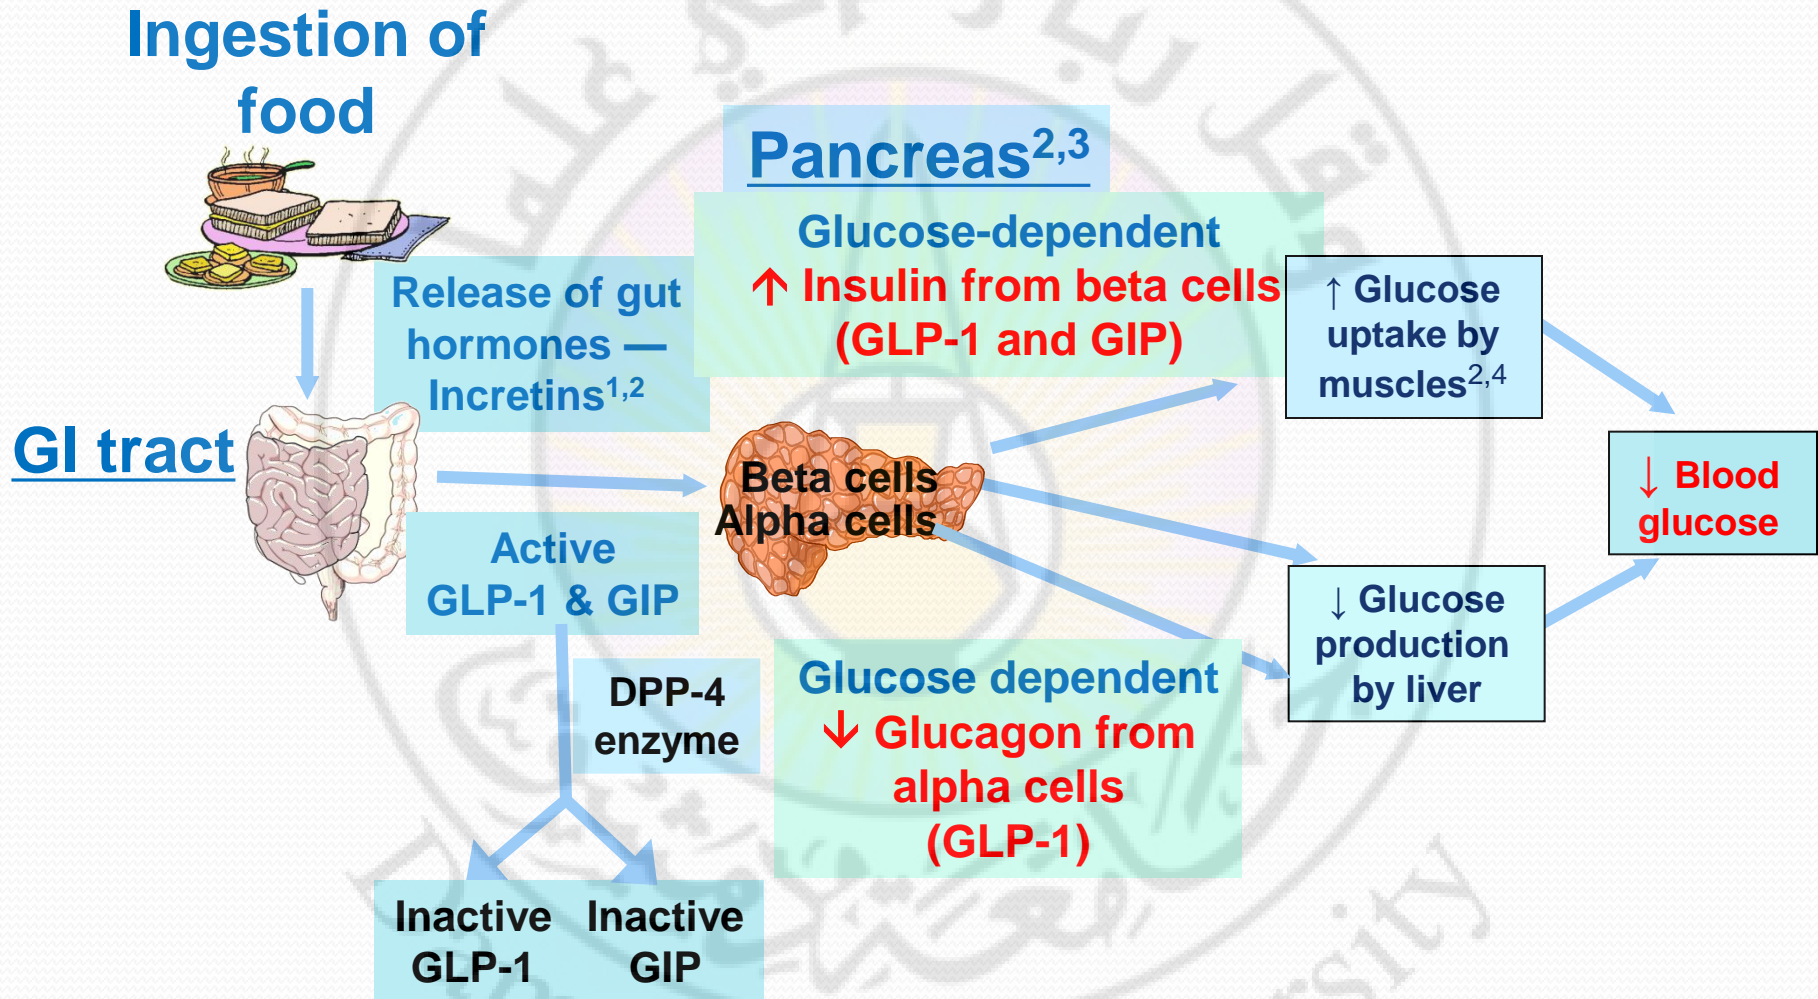 Ingestion of
food
Pancreas2,3
Glucose-dependent
↑ Insulin from beta cells
(GLP-1 and GIP)
Release of gut
hormones —
Incretins1,2
↑ Glucose
uptake by
muscles2,4
GI tract
Beta cells
Alpha cells
↓ Blood
glucose
Active
GLP-1 & GIP
↓ Glucose
production
by liver
DPP-4
enzyme
Glucose dependent
↓ Glucagon from
alpha cells
(GLP-1)
Inactive
GLP-1
Inactive
GIP